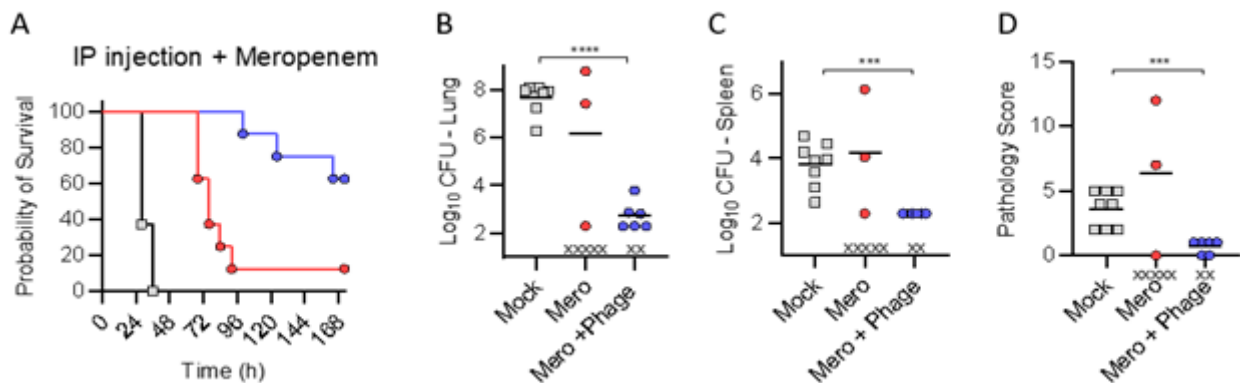 A
IP injection + Meropenem
100
80
60
40
20
0
0
24
48
72
96
120
144
168
Probability of Survival
Time (h)
B
****
8
6
4
2
Log₁₀ CFU - Lung
XXXXX
XX
Mock
Mero
Mero +Phage
C
***
6
4
2
Log₁₀ CFU - Spleen
XXXXX
XX
Mock
Mero
Mero + Phage
D
***
15
10
5
0
Pathology Score
XXXXX
XX
Mock
Mero
Mero + Phage